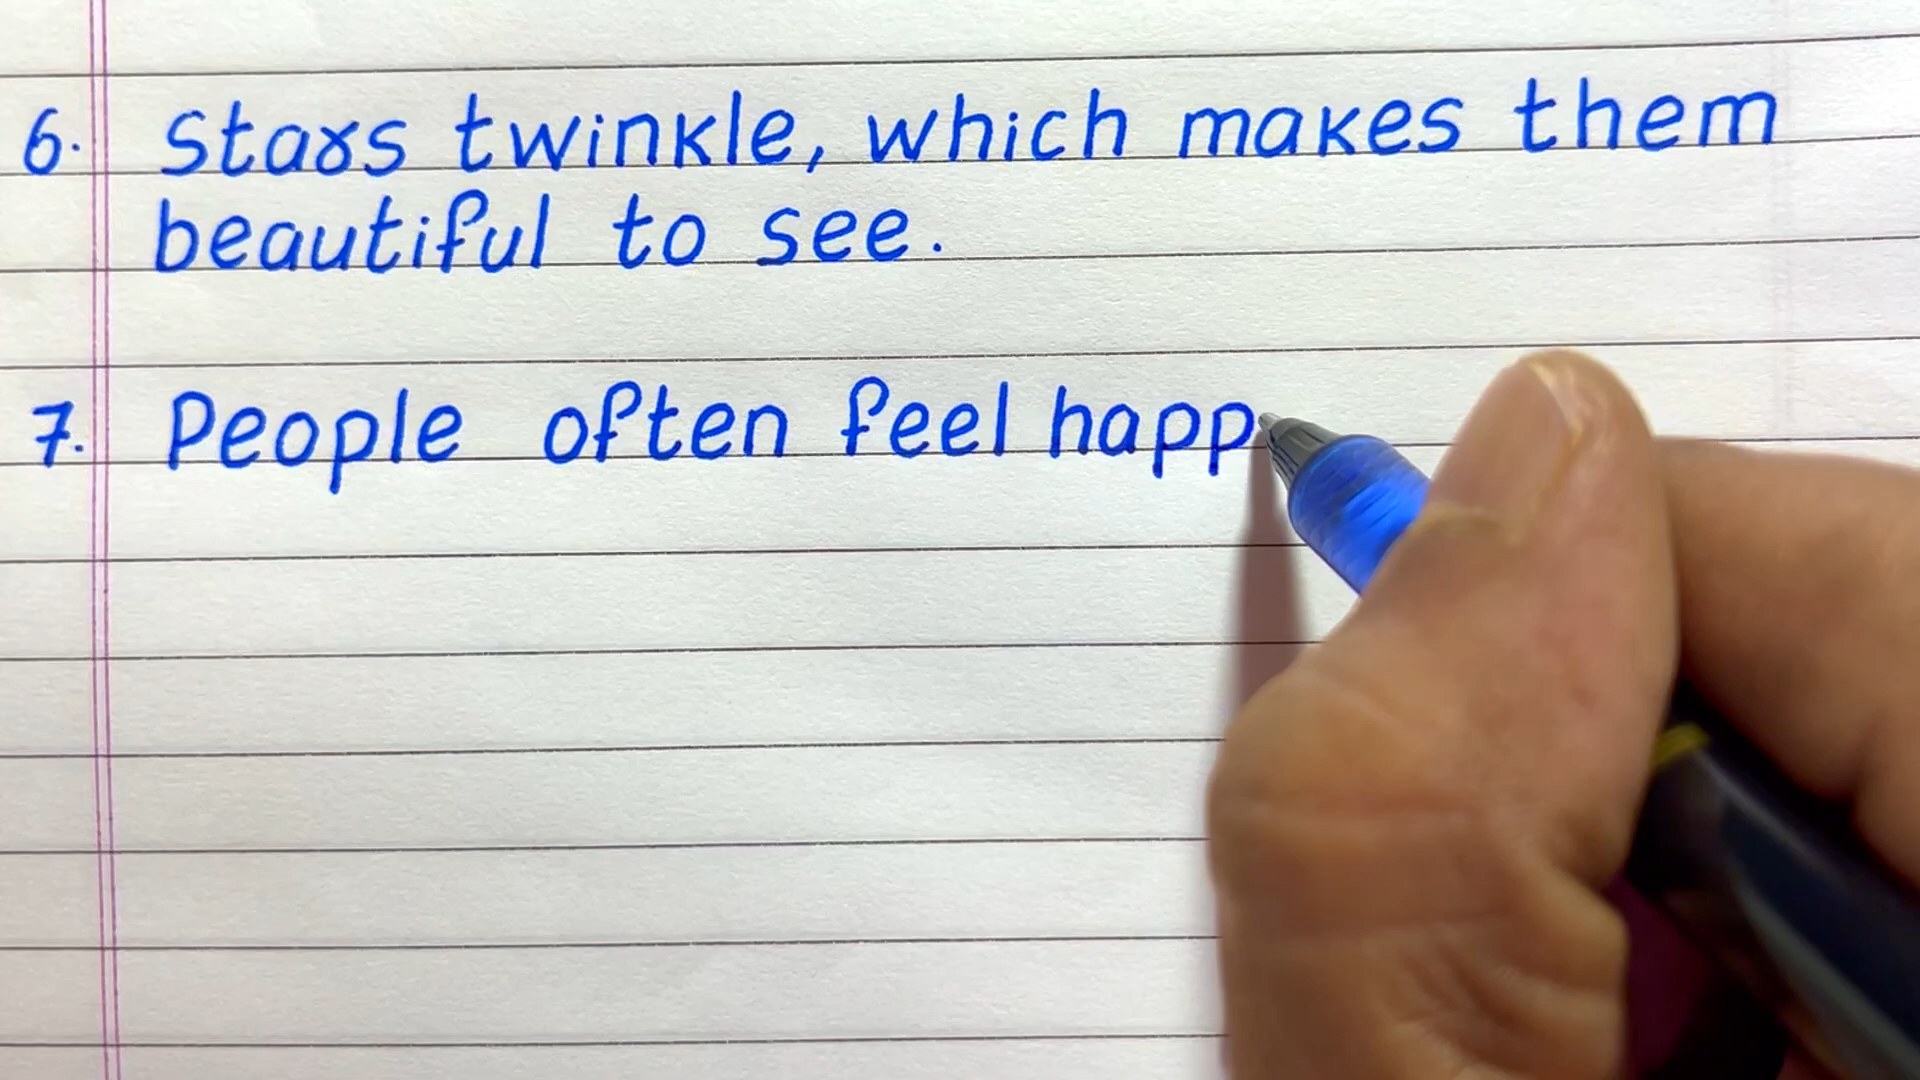 6. Stars twinkle, which makes them
beautiful to see.
7. People often feel happ